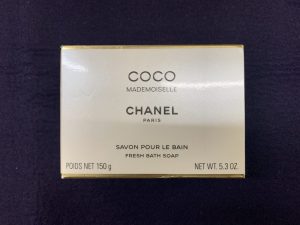 COCO
MADEMOISELLE
CHANEL
PARIS
SAVON POUR LE BAIN
FRESH BATH SOAP
POIDS NET 150 g NET WT. 5.3 OZ.